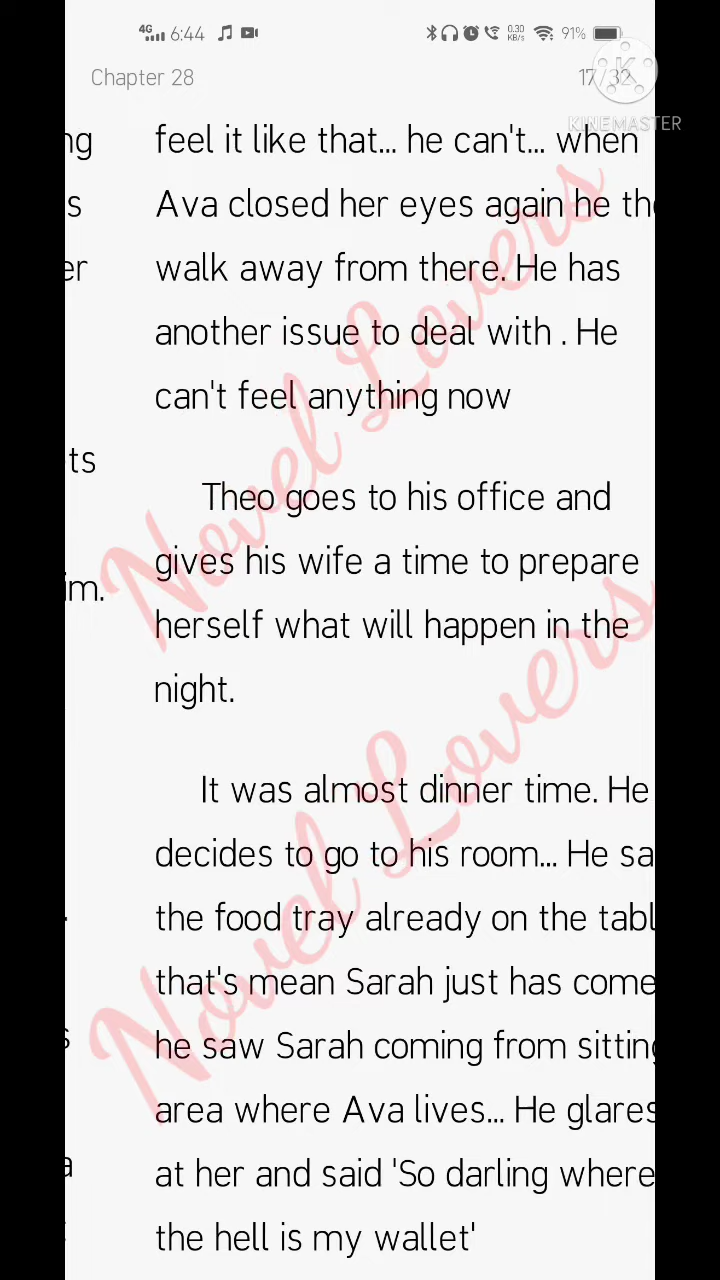 4G 6:44 0.30 KB/s 91%
Chapter 28 17/32
KINEMASTER
feel it like that... he can't... when
Ava closed her eyes again he
walk away from there. He has
another issue to deal with . He
can't feel anything now
Theo goes to his office and
gives his wife a time to prepare
herself what will happen in the
night.
It was almost dinner time. He
decides to go to his room... He
the food tray already on the
that's mean Sarah just has come
he saw Sarah coming from
area where Ava lives... He glares
at her and said 'So darling where
the hell is my wallet'
Novel Lovers
Novel Lovers